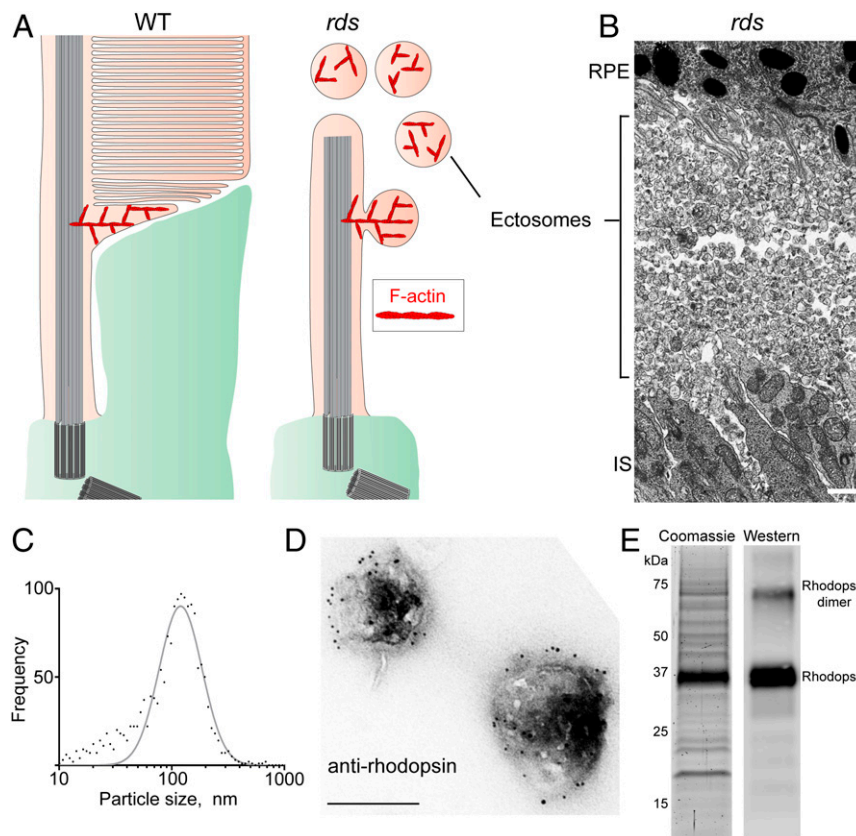 A
WT
rds
F-actin
Ectosomes
B
rds
RPE
IS
C
100
50
Frequency
10
100
1000
Particle size, nm
D
anti-rhodopsin
E
Coomassie
Western
kDa
75
50
37
25
15
Rhodops
dimer
Rhodops